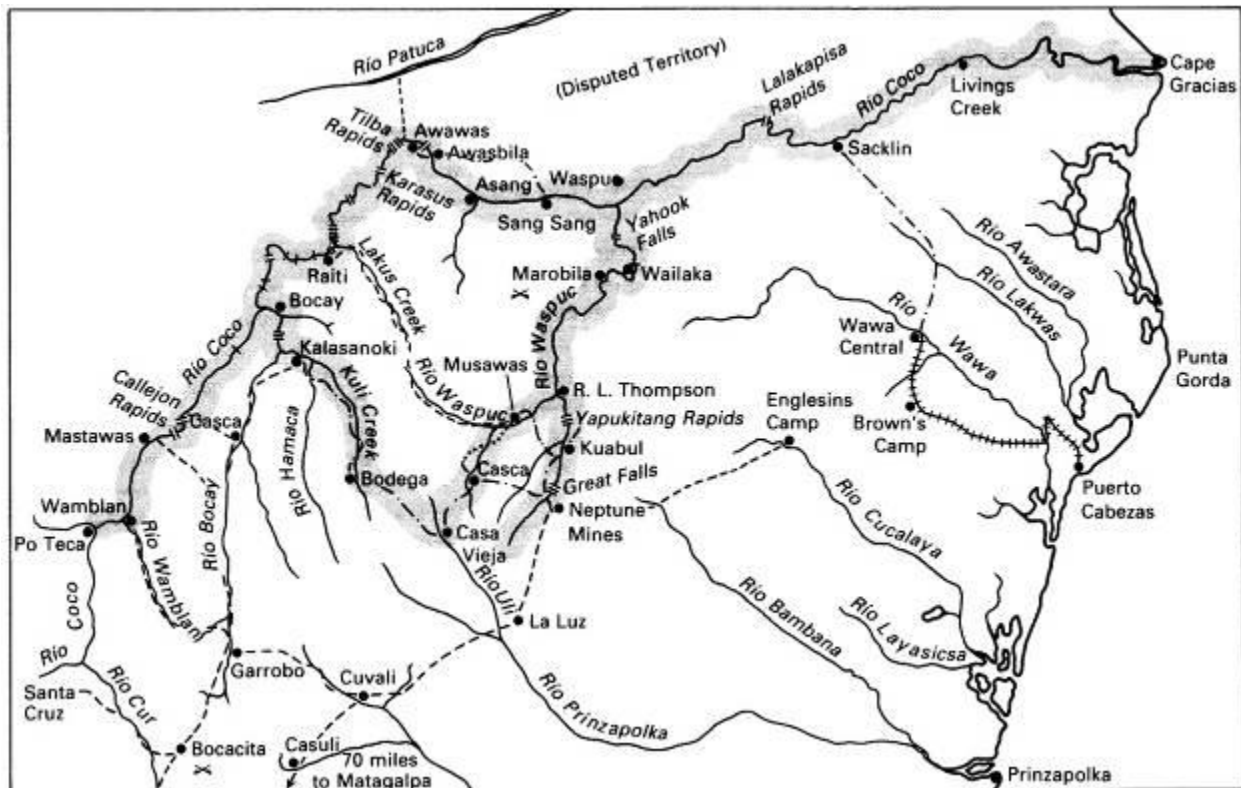 Río Patuca
(Disputed Territory)
Lalakapisa
Rapids
Río Coco
Livings
Creek
Cape
Gracias
Tilba
Rapids
Awawas
Awasbila
Karasus
Rapids
Asang
Waspu
Sang Sang
Sacklin
Yahook
Falls
Raiti
Lakus Creek
Marobila
Wailaka
Río Awastara
Río Lakwas
Bocay
Río Coco
Kalasanoki
Río Waspuc
Río Waspuc
Musawas
Río
Wawa
Wawa
Central
Punta
Gorda
Callejon
Rapids
Casca
Kuli Creek
R. L. Thompson
Yapukitang Rapids
Englesins
Camp
Brown's
Camp
Mastawas
Río Hamaca
Kuabul
Bodega
Casca
Great Falls
Puerto
Cabezas
Wamblan
Po Teca
Río Wamblan
Río Bocay
Casa
Vieja
Neptune
Mines
Río Cucalaya
Río Uli
La Luz
Río Bambana
Río Layasicsa
Coco
Río
Garrobo
Cuvali
Santa
Cruz
Río Cur
Río Prinzapolka
Bocacita
Casuli
70 miles
to Matagalpa
Prinzapolka